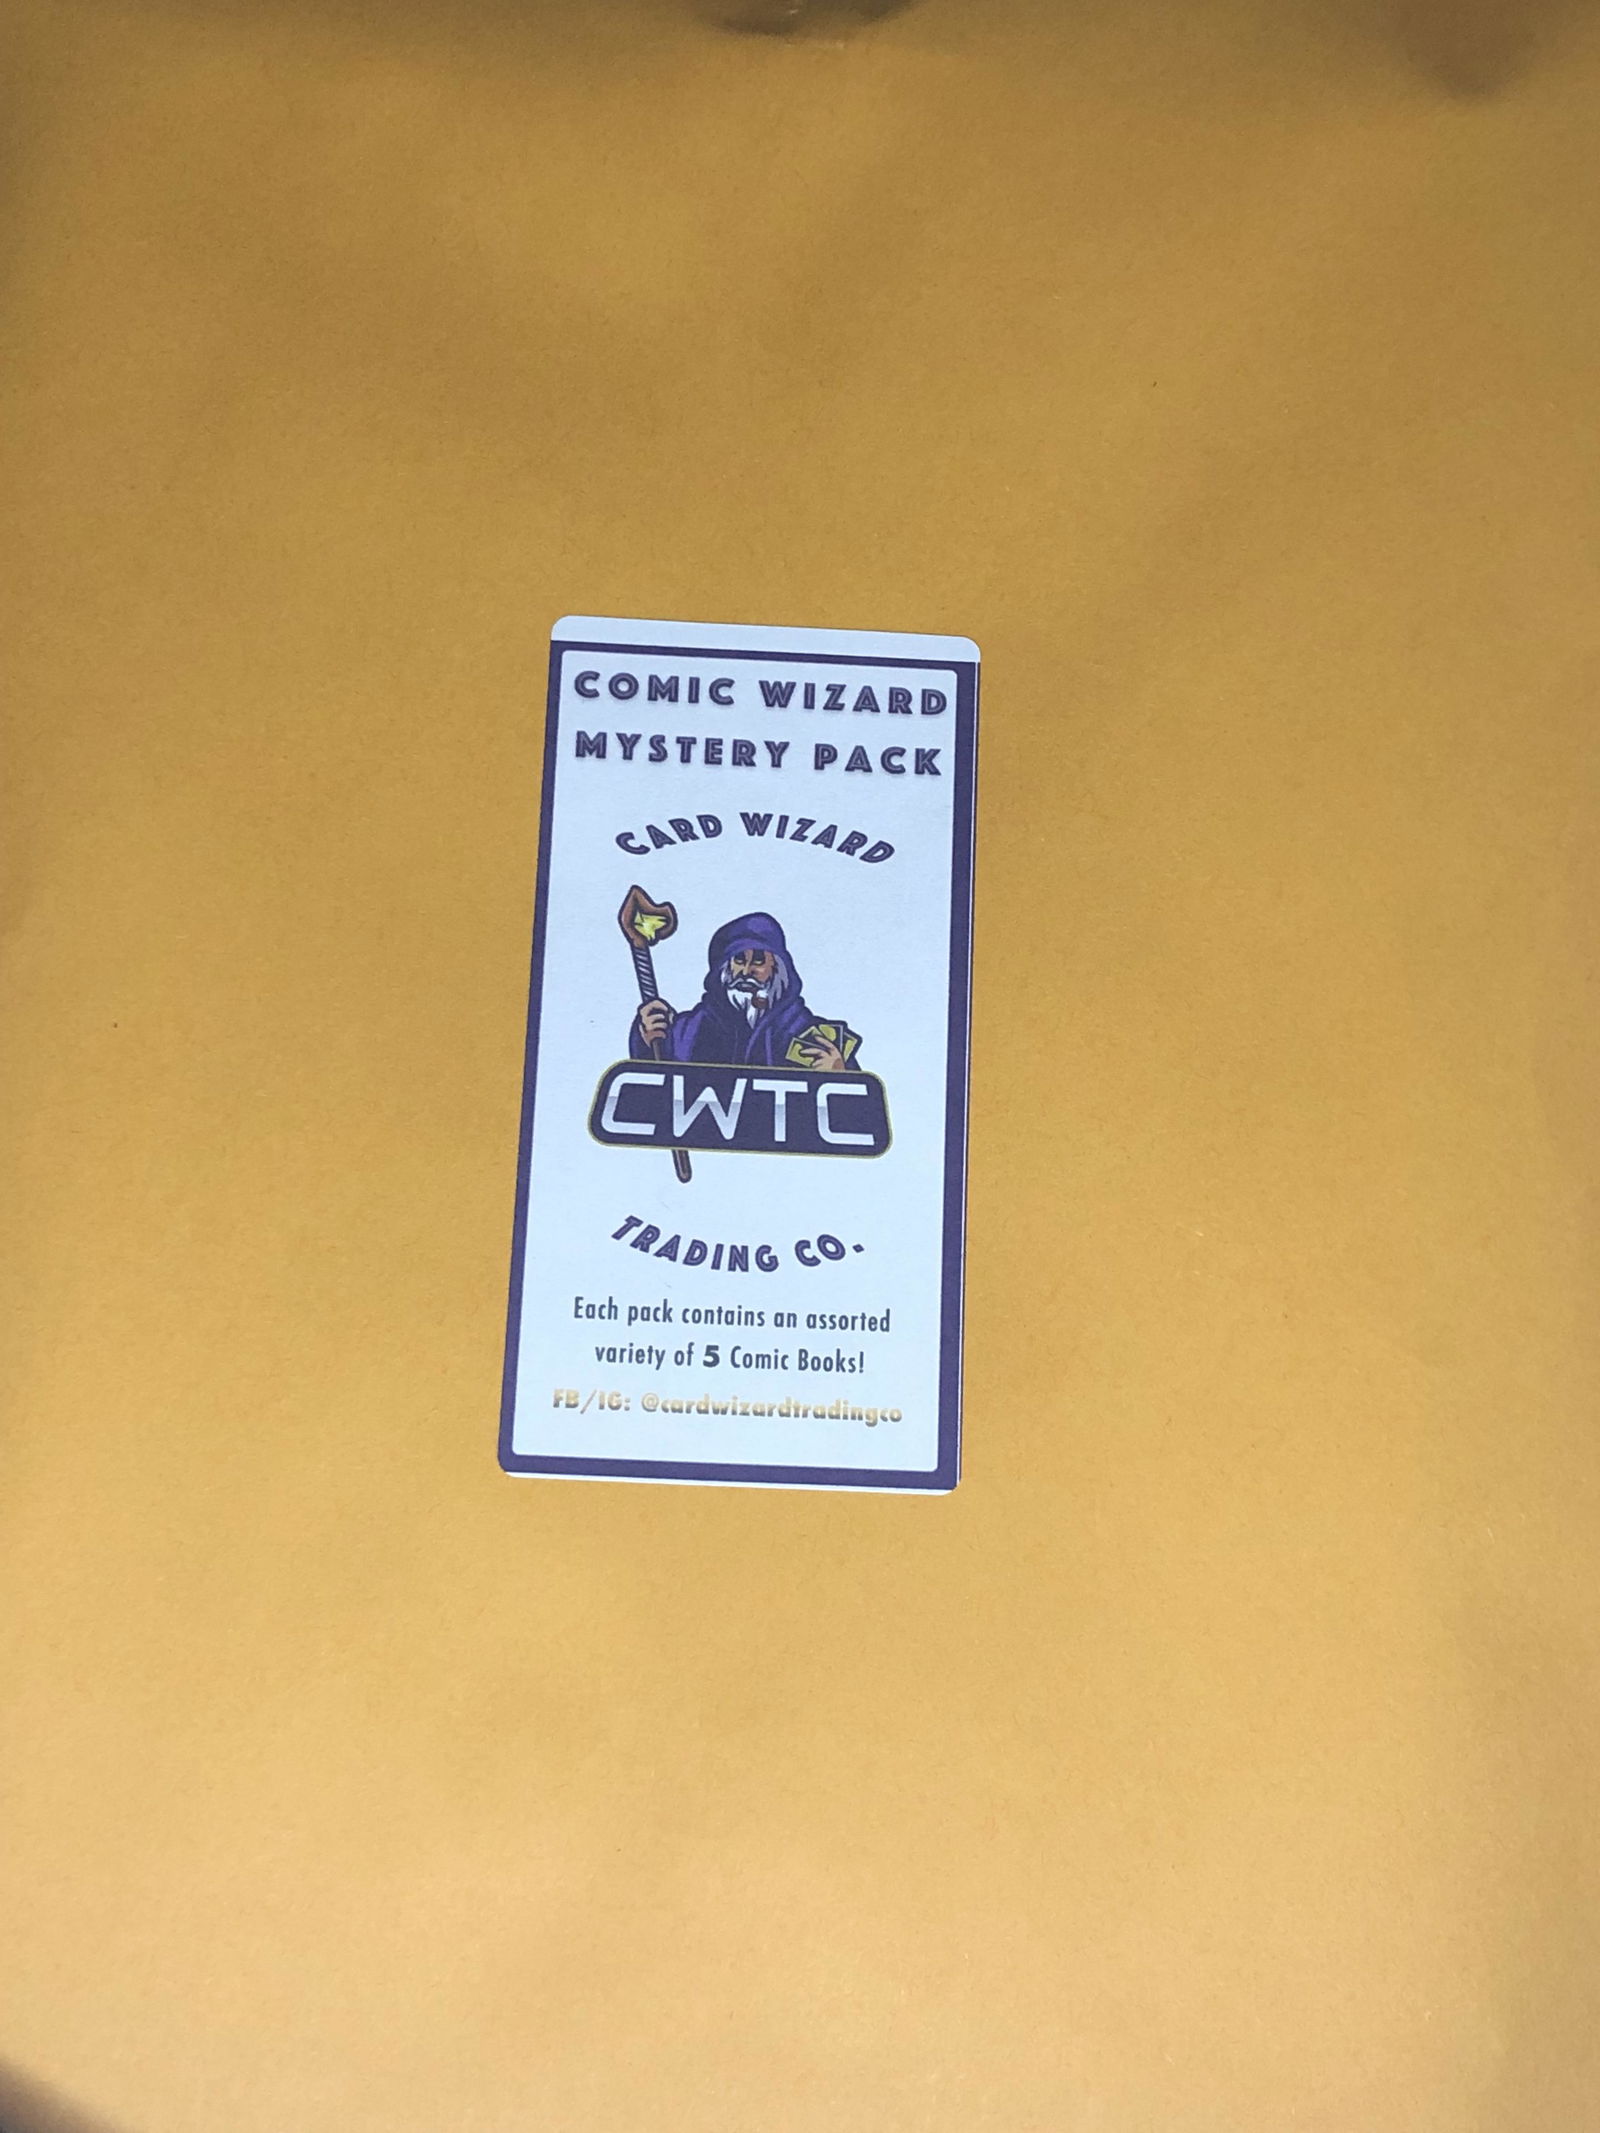 COMIC WIZARD
MYSTERY PACK
CARD WIZARD
CWTC
TRADING CO.
Each pack contains an assorted
variety of 5 Comic Books!
FB/IG: @cardwizardtradingco